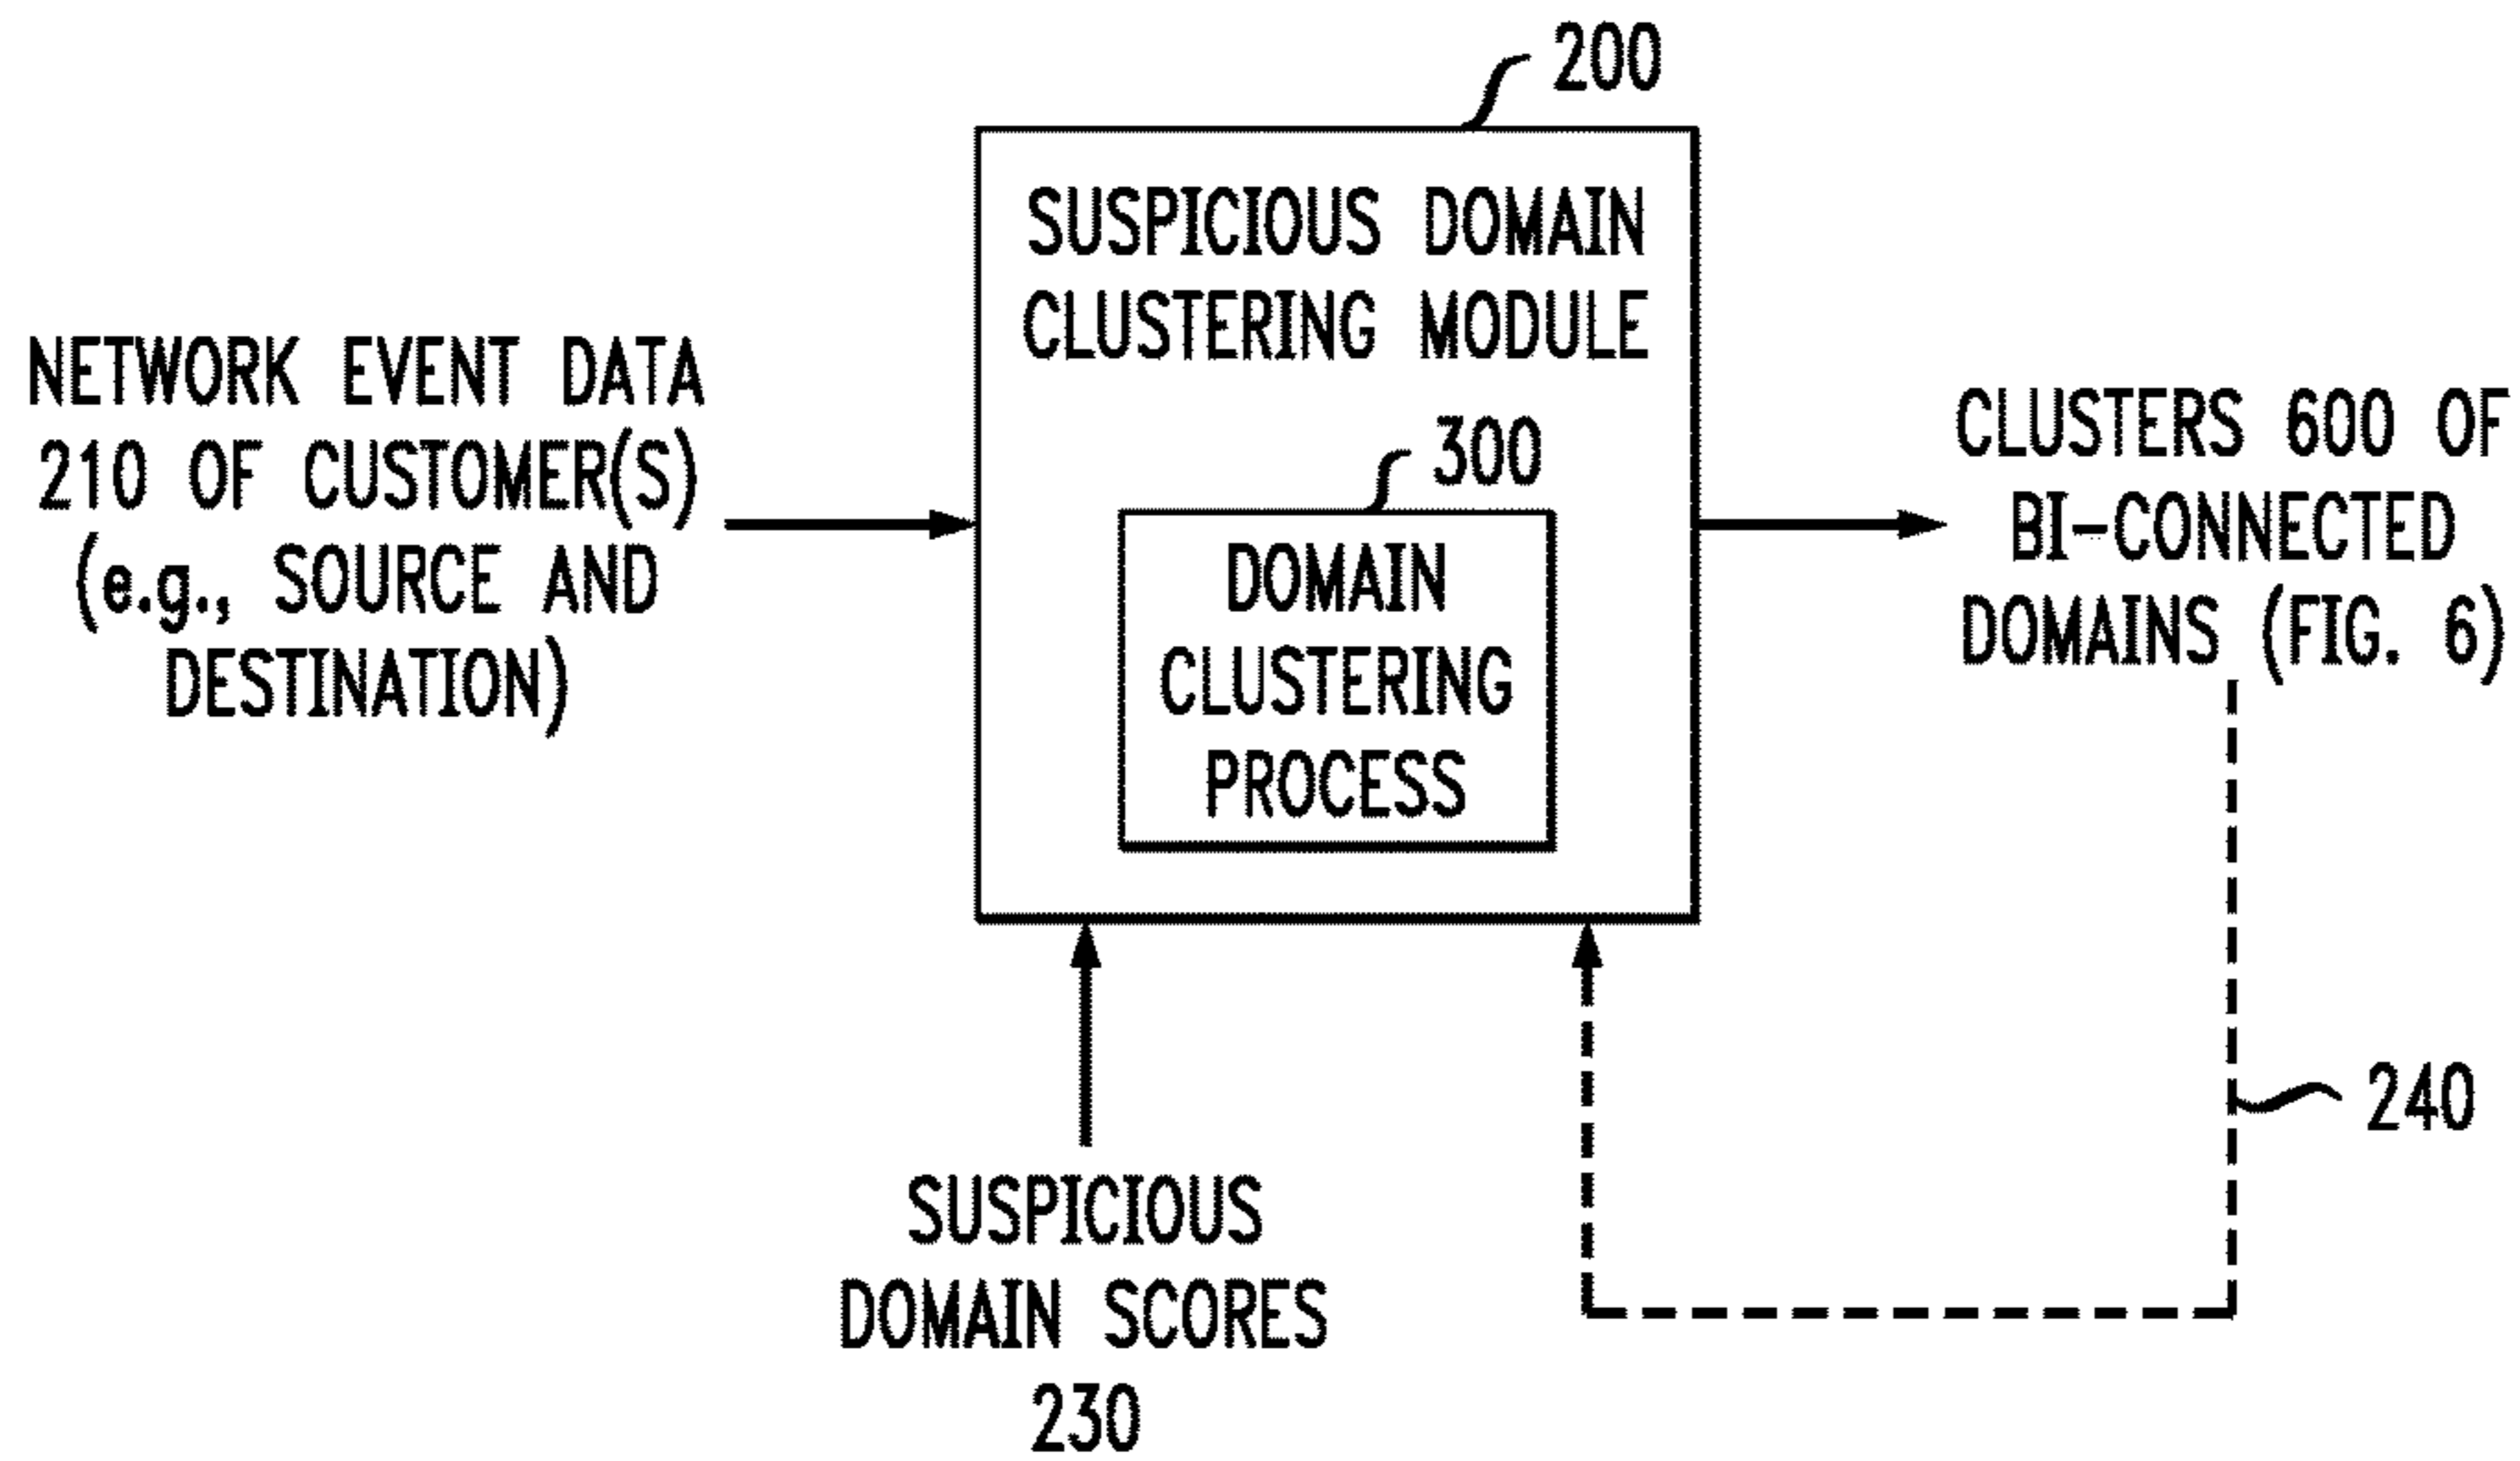 200
SUSPICIOUS DOMAIN
CLUSTERING MODULE
NETWORK EVENT DATA
210 OF CUSTOMER(S)
(e.g., SOURCE AND
DESTINATION)
300
DOMAIN
CLUSTERING
PROCESS
CLUSTERS 600 OF
BI-CONNECTED
DOMAINS (FIG. 6)
240
SUSPICIOUS
DOMAIN SCORES
230